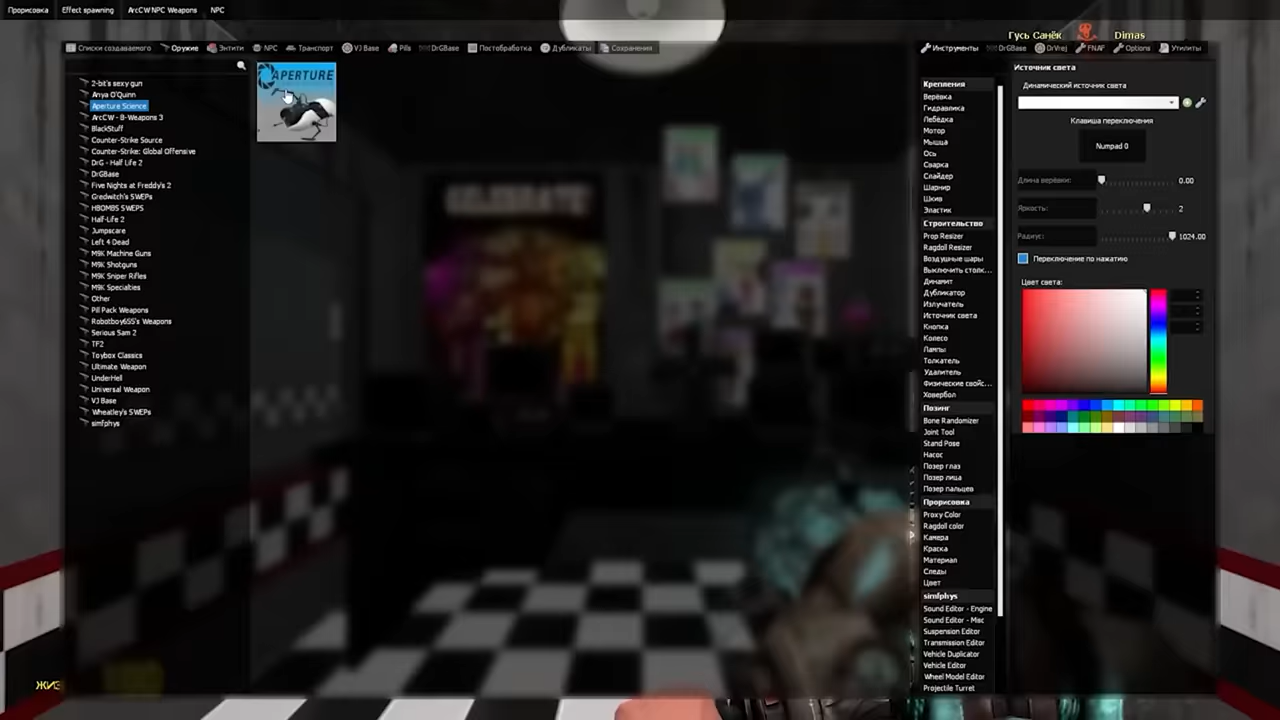 Прорисовка Effect spawning ArcCW NPC Weapons NPC
Гусь Санёк Dimas
Списки создаваемого Оружие Энтити NPC Транспорт VJ Base Pills DrGBase Постобработка Дубликаты Сохранения
Инструменты DrGBase DrVrej FNAF Options Утилиты
2-bit's sexy gun
Anya O'Quinn
Aperture Science
ArcCW - B-Weapons 3
BlackStuff
Counter-Strike Source
Counter-Strike: Global Offensive
DrG - Half Life 2
DrGBase
Five Nights at Freddy's 2
Gredwitch's SWEPs
HBOMBS SWEPS
Half-Life 2
Jumpscare
Left 4 Dead
M9K Machine Guns
M9K Shotguns
M9K Sniper Rifles
M9K Specialties
Other
Pill Pack Weapons
Robotboy655's Weapons
Serious Sam 2
TF2
Toybox Classics
Ultimate Weapon
UnderHell
Universal Weapon
VJ Base
Wheatley's SWEPs
simfphys
APERTURE
CELEBRATE!
Крепления
Верёвка
Гидравлика
Лебёдка
Мотор
Мышца
Ось
Сварка
Слайдер
Шарнир
Шкив
Эластик
Строительство
Prop Resizer
Ragdoll Resizer
Воздушные шары
Выключить столк...
Динамит
Дубликатор
Излучатель
Источник света
Кнопка
Колесо
Лампы
Толкатель
Удалитель
Физические свойс...
Ховербол
Позинг
Bone Randomizer
Joint Tool
Stand Pose
Насос
Позер глаз
Позер лица
Позер пальцев
Прорисовка
Proxy Color
Ragdoll color
Камера
Краска
Материал
Следы
Цвет
simfphys
Sound Editor - Engine
Sound Editor - Misc
Suspension Editor
Transmission Editor
Vehicle Duplicator
Vehicle Editor
Wheel Model Editor
Projectile Turret
Источник света
Динамический источник света
Клавиша переключения
Numpad 0
Длина верёвки: 0.00
Яркость: 2
Радиус: 1024.00
Переключение по нажатию
Цвет света: